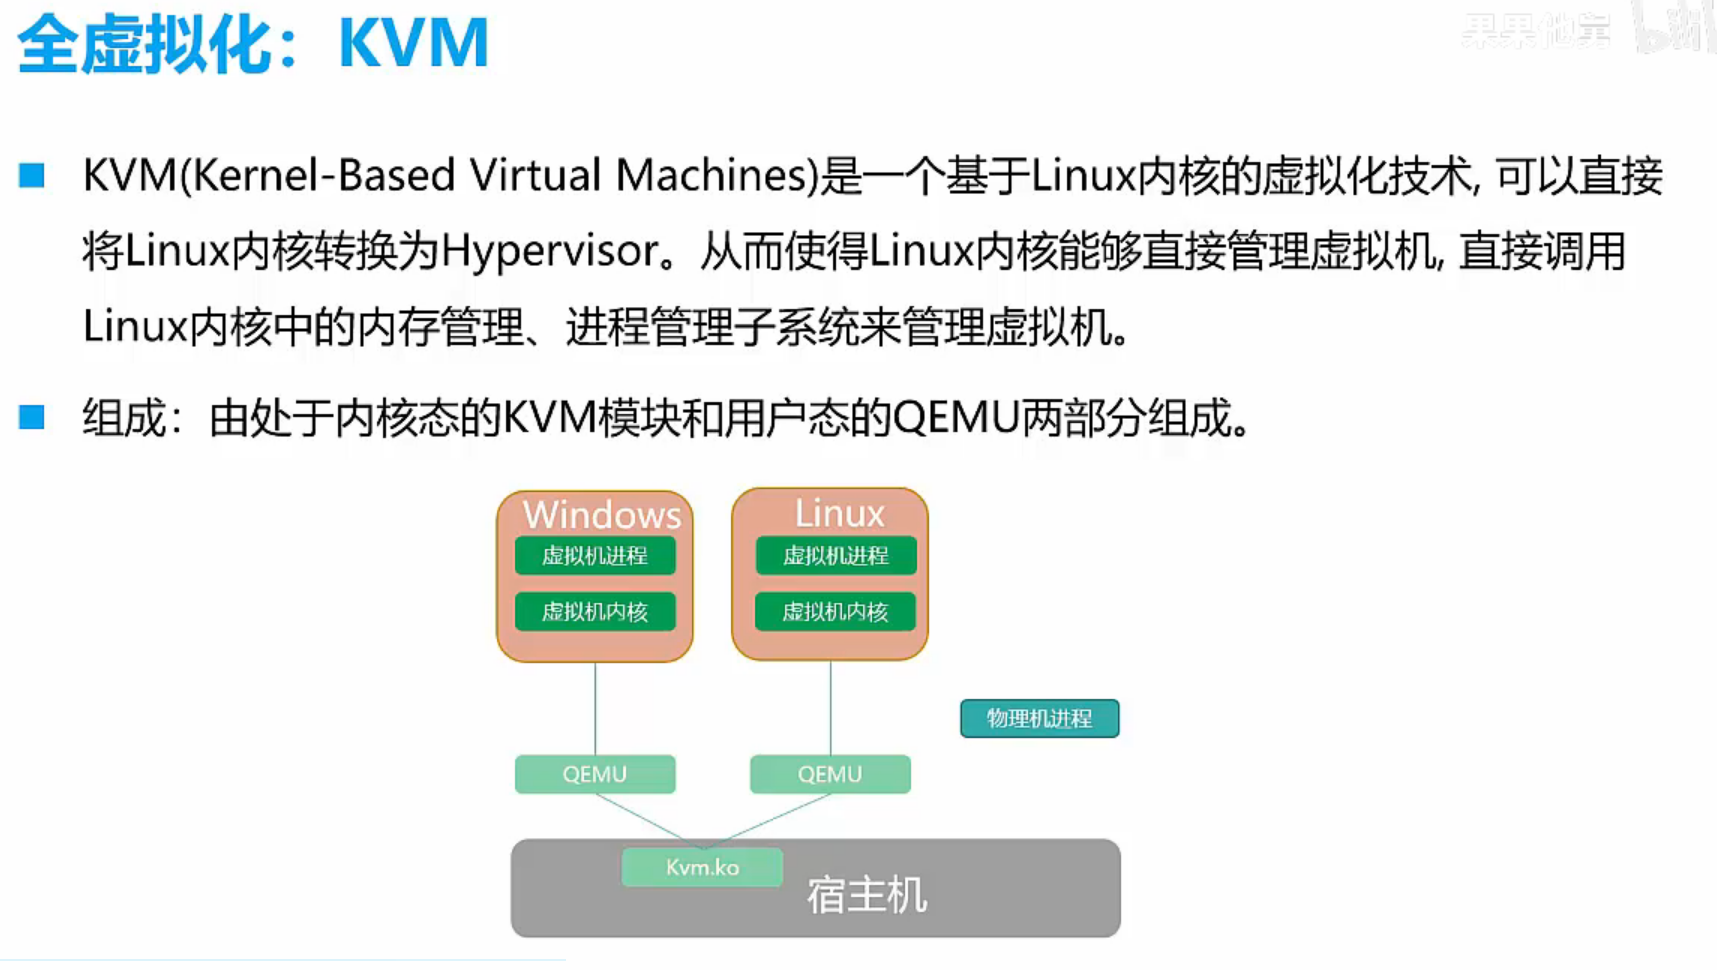 全虚拟化：KVM
果果他舅
KVM(Kernel-Based Virtual Machines)是一个基于Linux内核的虚拟化技术, 可以直接
将Linux内核转换为Hypervisor。从而使得Linux内核能够直接管理虚拟机, 直接调用
Linux内核中的内存管理、进程管理子系统来管理虚拟机。
组成：由处于内核态的KVM模块和用户态的QEMU两部分组成。
Windows
Linux
虚拟机进程
虚拟机进程
虚拟机内核
虚拟机内核
物理机进程
QEMU
QEMU
Kvm.ko
宿主机